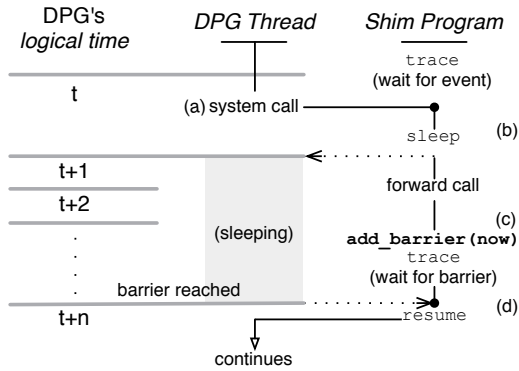 DPG's
logical time
DPG Thread
Shim Program
trace
(wait for event)
t
(a) system call
(b)
sleep
t+1
forward call
t+2
(c)
(sleeping)
add_barrier(now)
trace
(wait for barrier)
barrier reached
t+n
resume
(d)
continues